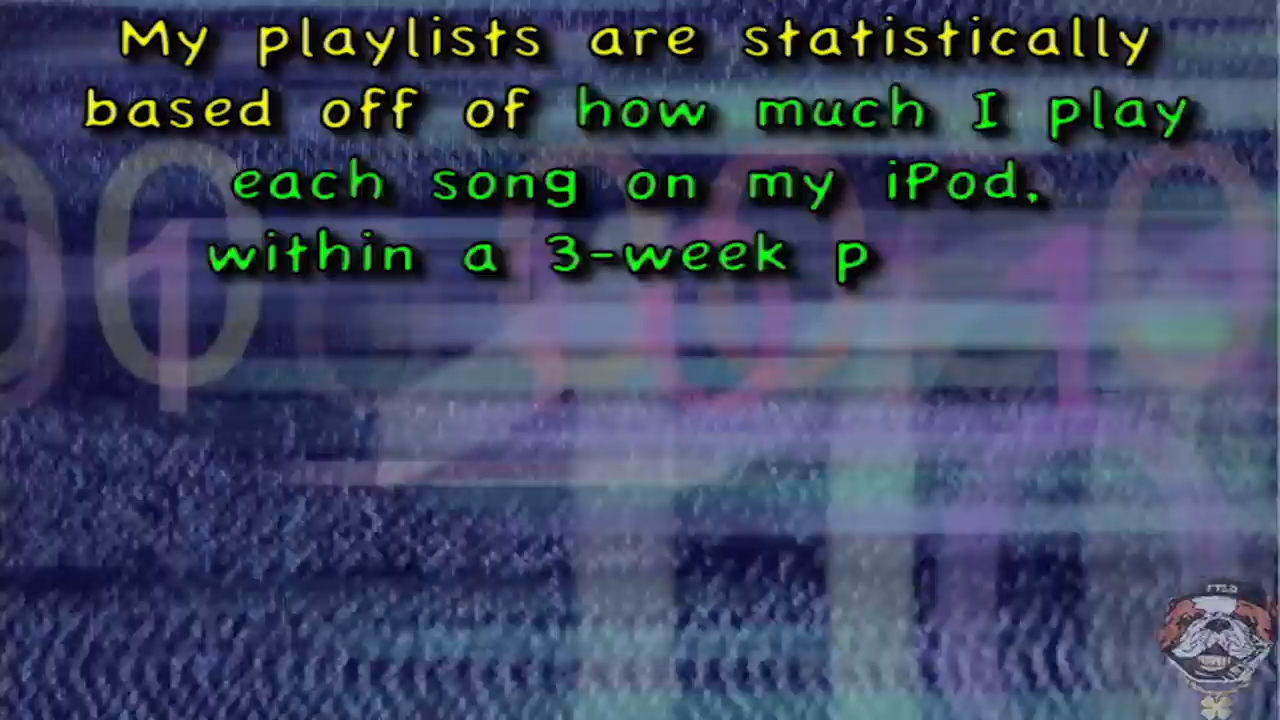 My playlists are statistically
based off of how much I play
each song on my iPod,
within a 3-week p